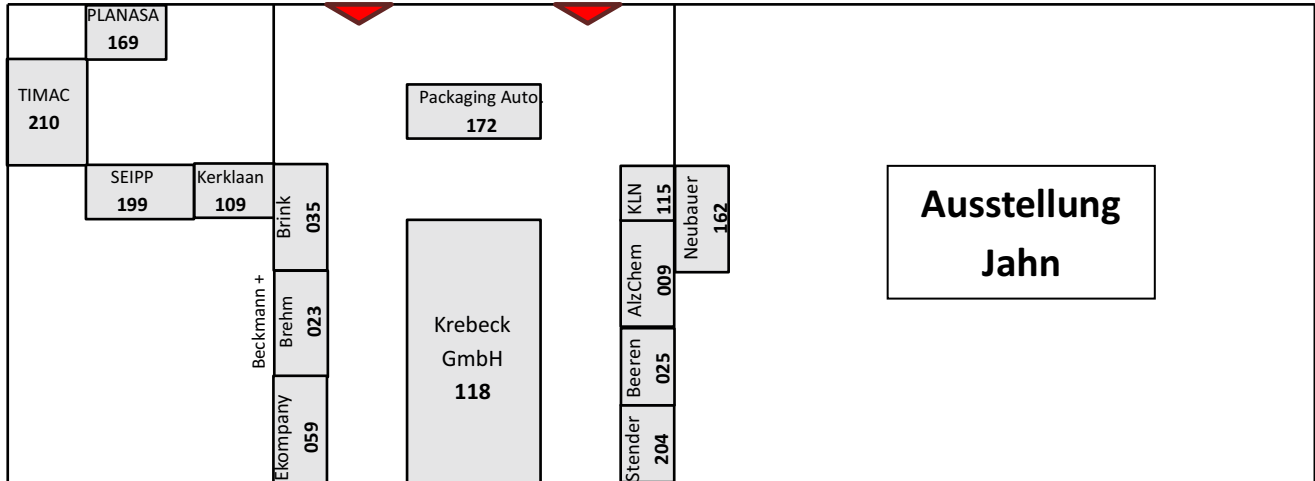 PLANASA
169
TIMAC
210
Packaging Auto.
172
SEIPP
199
Kerklaan
109
Brink
035
Beckmann +
Brehm
023
Ekompany
059
Krebeck
GmbH
118
KLN
115
Neubauer
162
AlzChem
009
Beeren
025
Stender
204
Ausstellung
Jahn